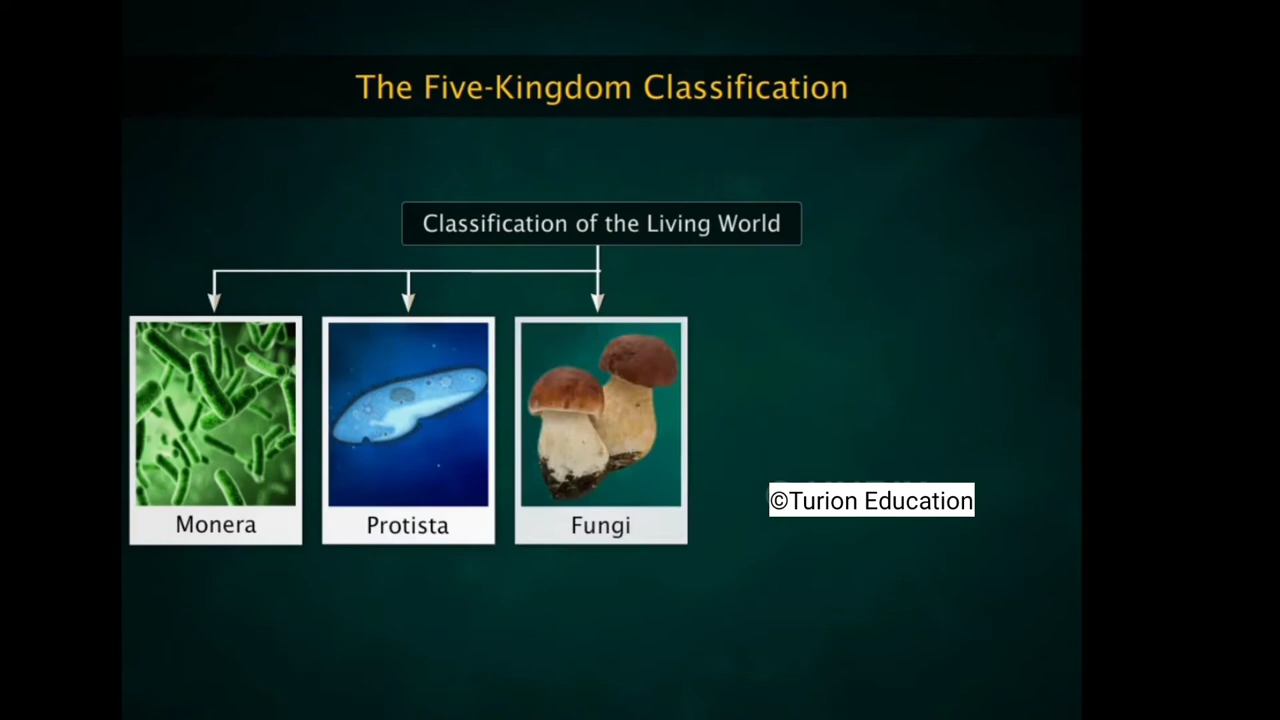 The Five-Kingdom Classification
Classification of the Living World
Monera
Protista
Fungi
©Turion Education